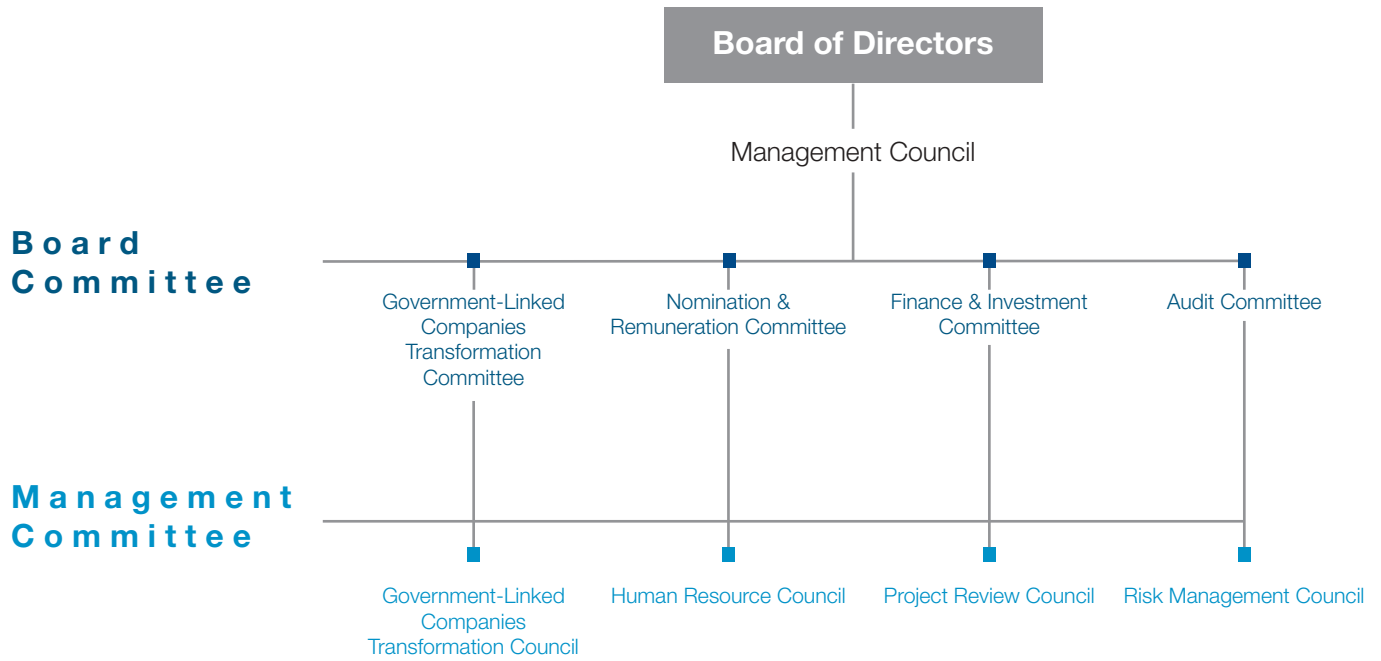 Board of Directors
Management Council
Board
Committee
Government-Linked
Companies
Transformation
Committee
Nomination &
Remuneration Committee
Finance & Investment
Committee
Audit Committee
Management
Committee
Government-Linked
Companies
Transformation Council
Human Resource Council
Project Review Council
Risk Management Council